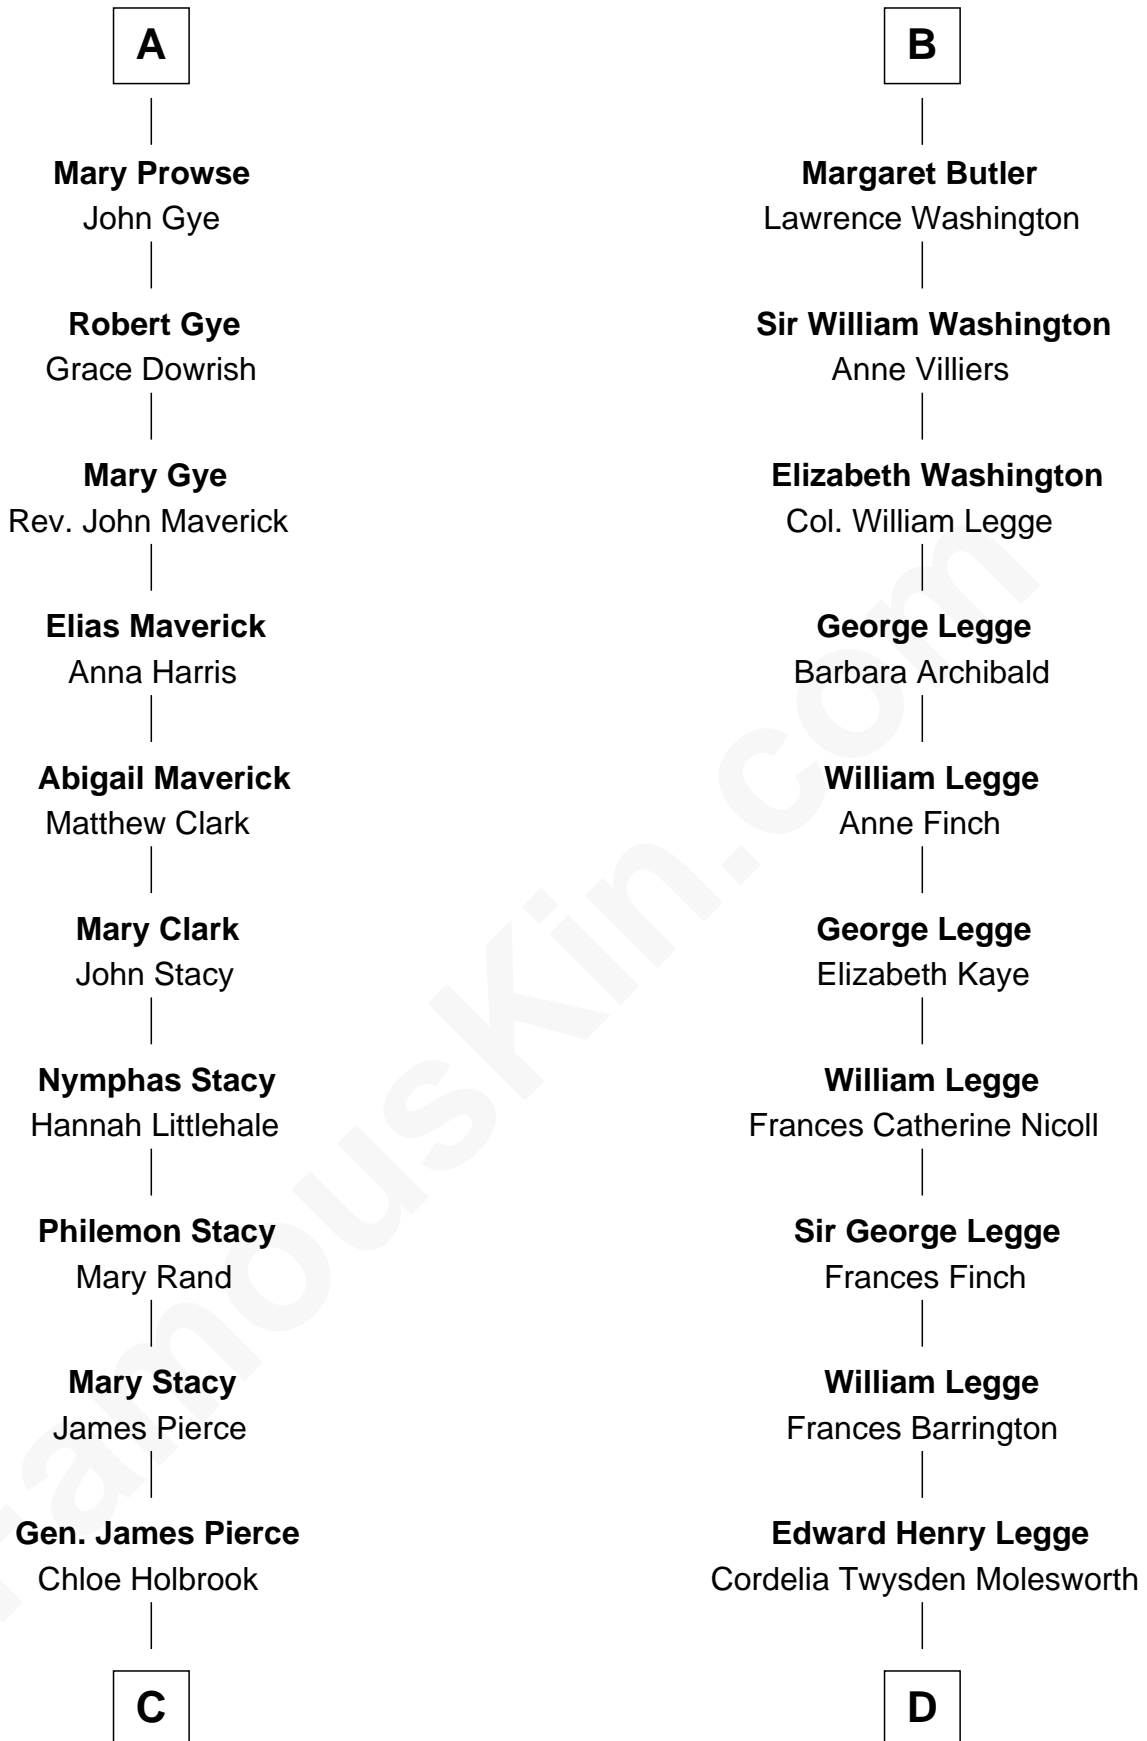 A
Mary Prowse
John Gye
Robert Gye
Grace Dowrish
Mary Gye
Rev. John Maverick
Elias Maverick
Anna Harris
Abigail Maverick
Matthew Clark
Mary Clark
John Stacy
Nymphas Stacy
Hannah Littlehale
Philemon Stacy
Mary Rand
Mary Stacy
James Pierce
Gen. James Pierce
Chloe Holbrook
C
B
Margaret Butler
Lawrence Washington
Sir William Washington
Anne Villiers
Elizabeth Washington
Col. William Legge
George Legge
Barbara Archibald
William Legge
Anne Finch
George Legge
Elizabeth Kaye
William Legge
Frances Catherine Nicoll
Sir George Legge
Frances Finch
William Legge
Frances Barrington
Edward Henry Legge
Cordelia Twysden Molesworth
D
FamousKin.com